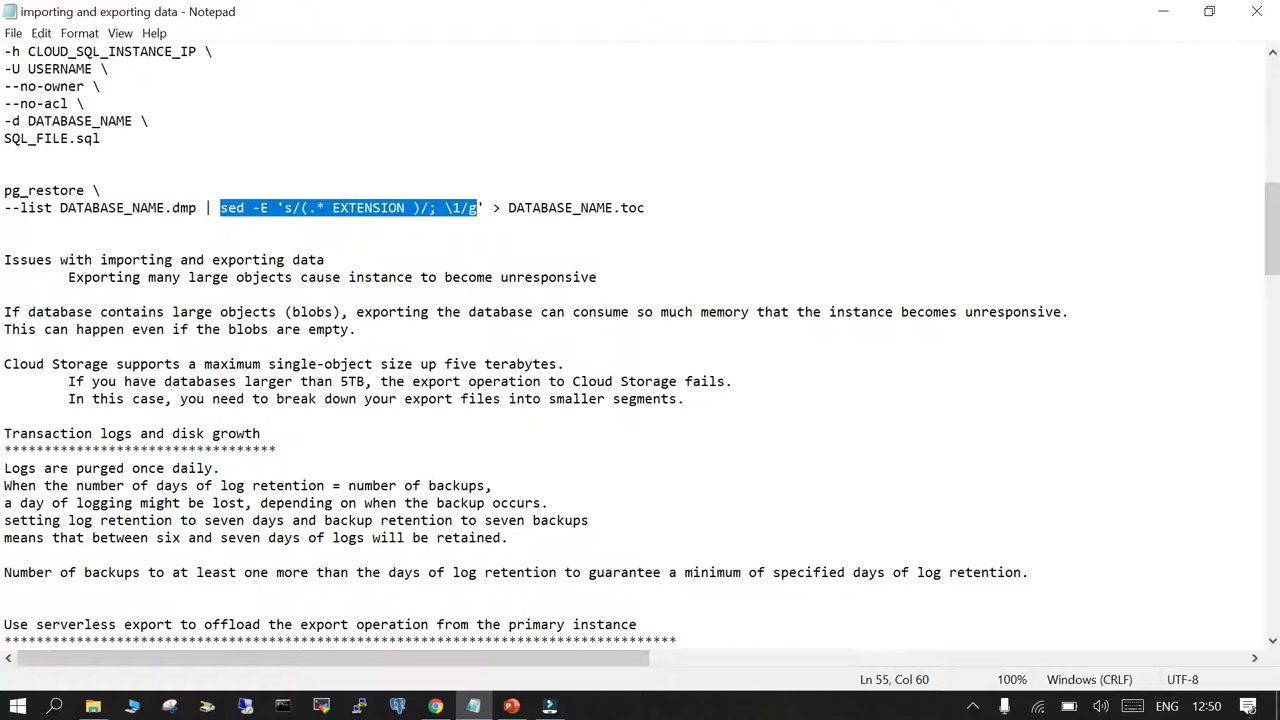 importing and exporting data - Notepad
File Edit Format View Help
-h CLOUD_SQL_INSTANCE_IP \
-U USERNAME \
--no-owner \
--no-acl \
-d DATABASE_NAME \
SQL_FILE.sql
pg_restore \
--list DATABASE_NAME.dmp | sed -E 's/(.* EXTENSION )/; \1/g' > DATABASE_NAME.toc
Issues with importing and exporting data
Exporting many large objects cause instance to become unresponsive
If database contains large objects (blobs), exporting the database can consume so much memory that the instance becomes unresponsive.
This can happen even if the blobs are empty.
Cloud Storage supports a maximum single-object size up five terabytes.
If you have databases larger than 5TB, the export operation to Cloud Storage fails.
In this case, you need to break down your export files into smaller segments.
Transaction logs and disk growth
**********************************
Logs are purged once daily.
When the number of days of log retention = number of backups,
a day of logging might be lost, depending on when the backup occurs.
setting log retention to seven days and backup retention to seven backups
means that between six and seven days of logs will be retained.
Number of backups to at least one more than the days of log retention to guarantee a minimum of specified days of log retention.
Use serverless export to offload the export operation from the primary instance
************************************************************************************
Ln 55, Col 60 100% Windows (CRLF) UTF-8
ENG 12:50